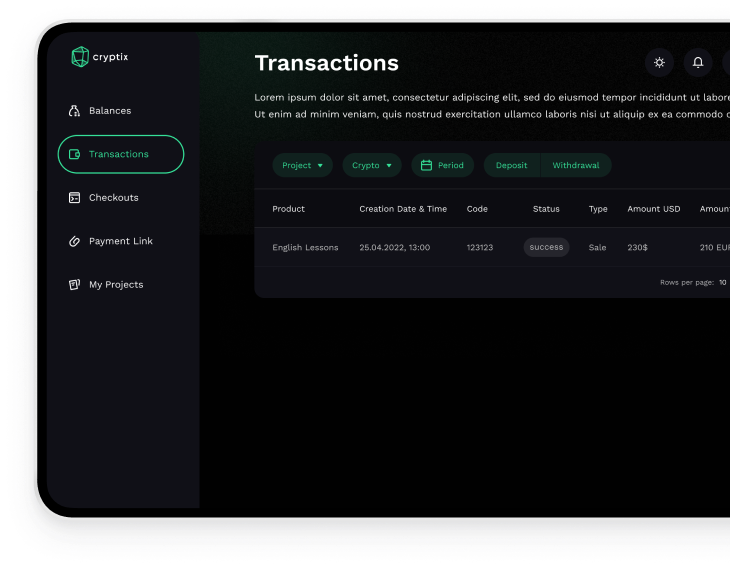 cryptix
Transactions
Lorem ipsum dolor sit amet, consectetur adipiscing elit, sed do eiusmod tempor incididunt ut labore
Ut enim ad minim veniam, quis nostrud exercitation ullamco laboris nisi ut aliquip ex ea commodo
Balances
Transactions
Checkouts
Payment Link
My Projects
Project Crypto Period Deposit Withdrawal
Product Creation Date & Time Code Status Type Amount USD Amoun
English Lessons 25.04.2022, 13:00 123123 success Sale 230$ 210 EU
Rows per page: 10